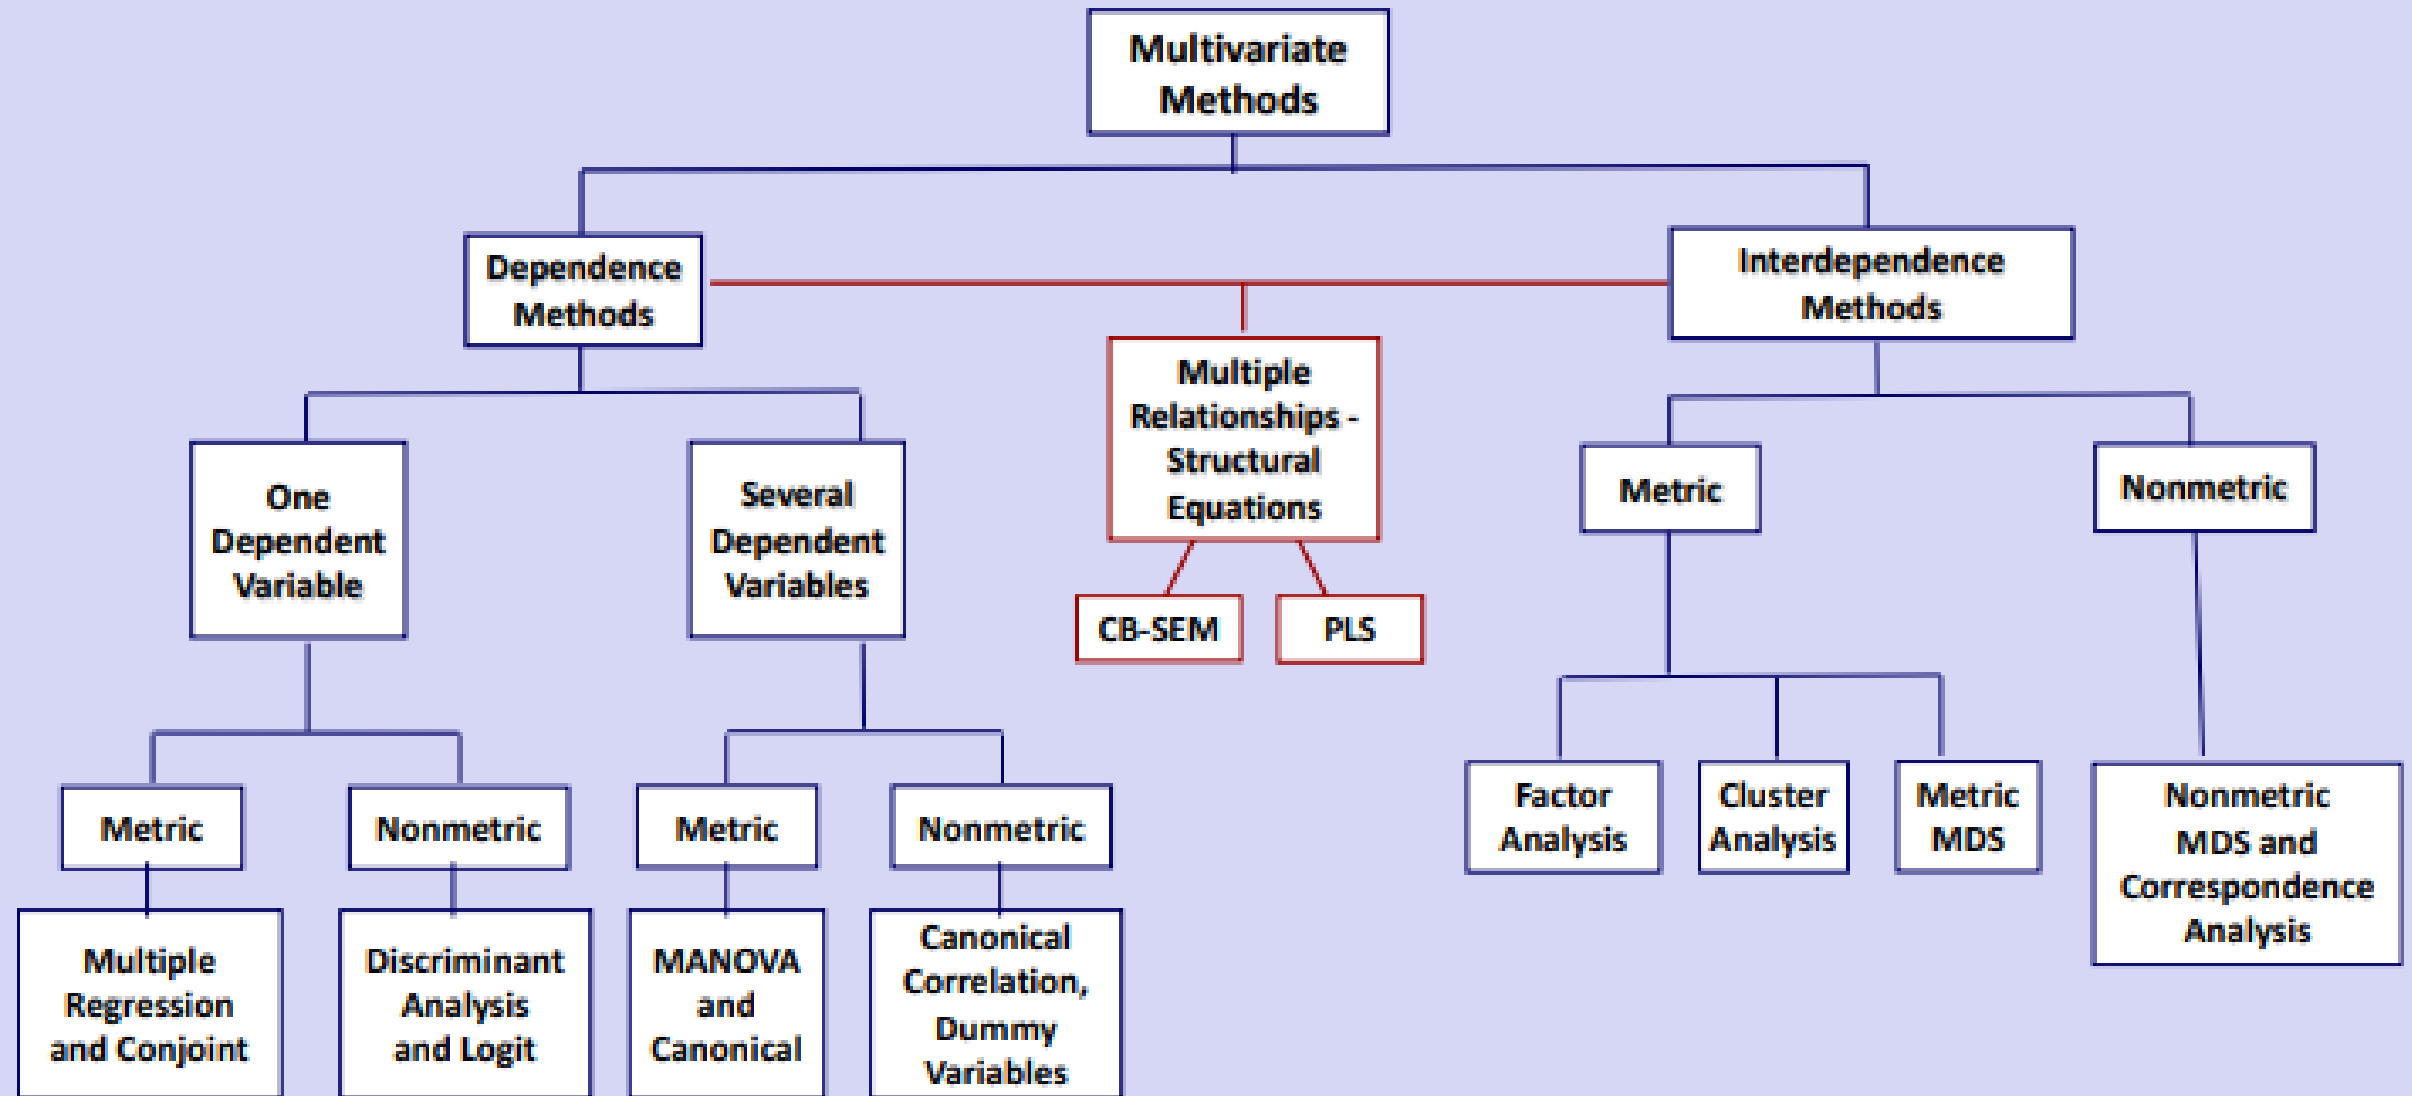 Multivariate
Methods
Dependence
Methods
Interdependence
Methods
Multiple
Relationships -
Structural
Equations
One
Dependent
Variable
Several
Dependent
Variables
Metric
Nonmetric
CB-SEM
PLS
Metric
Nonmetric
Metric
Nonmetric
Factor
Analysis
Cluster
Analysis
Metric
MDS
Nonmetric
MDS and
Correspondence
Analysis
Multiple
Regression
and Conjoint
Discriminant
Analysis
and Logit
MANOVA
and
Canonical
Canonical
Correlation,
Dummy
Variables